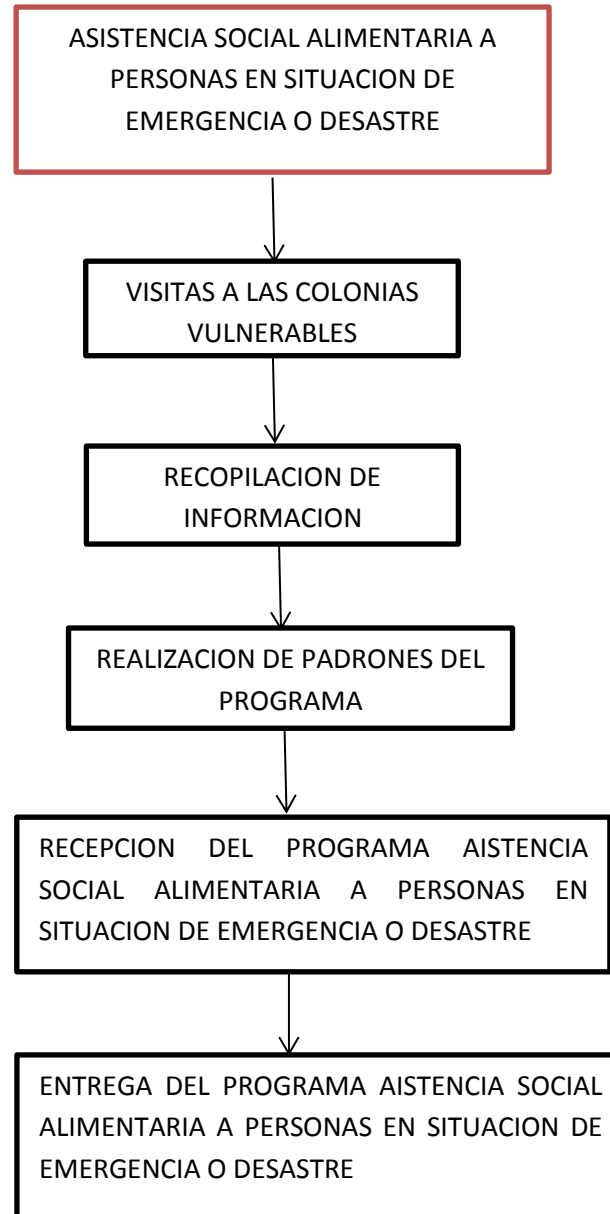 ASISTENCIA SOCIAL ALIMENTARIA A
PERSONAS EN SITUACION DE
EMERGENCIA O DESASTRE
VISITAS A LAS COLONIAS
VULNERABLES
RECOPILACION DE
INFORMACION
REALIZACION DE PADRONES DEL
PROGRAMA
RECEPCION DEL PROGRAMA AISTENCIA
SOCIAL ALIMENTARIA A PERSONAS EN
SITUACION DE EMERGENCIA O DESASTRE
ENTREGA DEL PROGRAMA AISTENCIA SOCIAL
ALIMENTARIA A PERSONAS EN SITUACION DE
EMERGENCIA O DESASTRE